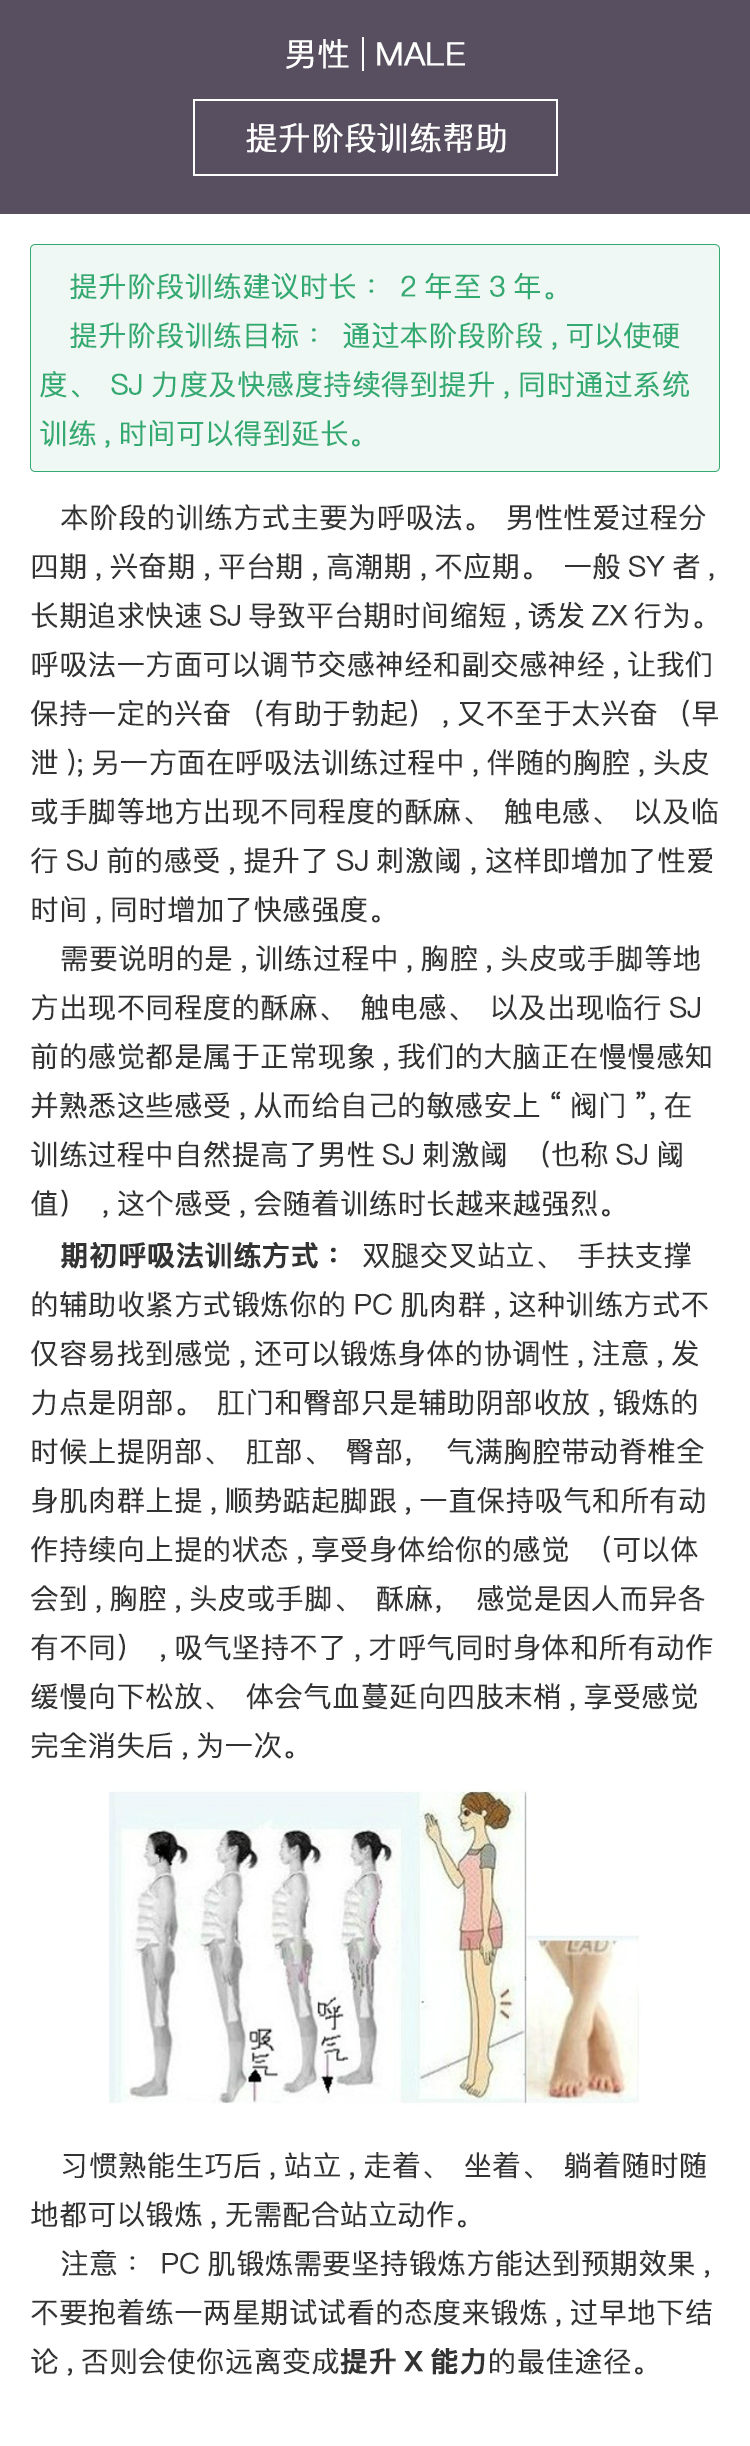 男性 | MALE
提升阶段训练帮助
提升阶段训练建议时长： 2 年至 3 年。
提升阶段训练目标： 通过本阶段阶段 , 可以使硬
度、 SJ 力度及快感度持续得到提升 , 同时通过系统
训练 , 时间可以得到延长。
本阶段的训练方式主要为呼吸法。 男性性爱过程分
四期 , 兴奋期 , 平台期 , 高潮期 , 不应期。 一般 SY 者 ,
长期追求快速 SJ 导致平台期时间缩短 , 诱发 ZX 行为。
呼吸法一方面可以调节交感神经和副交感神经 , 让我们
保持一定的兴奋 （有助于勃起） , 又不至于太兴奋 （早
泄 ); 另一方面在呼吸法训练过程中 , 伴随的胸腔 , 头皮
或手脚等地方出现不同程度的酥麻、 触电感、 以及临
行 SJ 前的感受 , 提升了 SJ 刺激阈 , 这样即增加了性爱
时间 , 同时增加了快感强度。
需要说明的是 , 训练过程中 , 胸腔 , 头皮或手脚等地
方出现不同程度的酥麻、 触电感、 以及出现临行 SJ
前的感觉都是属于正常现象 , 我们的大脑正在慢慢感知
并熟悉这些感受 , 从而给自己的敏感安上 “ 阀门 ”, 在
训练过程中自然提高了男性 SJ 刺激阈 （也称 SJ 阈
值） , 这个感受 , 会随着训练时长越来越强烈。
期初呼吸法训练方式： 双腿交叉站立、 手扶支撑
的辅助收紧方式锻炼你的 PC 肌肉群 , 这种训练方式不
仅容易找到感觉 , 还可以锻炼身体的协调性 , 注意 , 发
力点是阴部。 肛门和臀部只是辅助阴部收放 , 锻炼的
时候上提阴部、 肛部、 臀部, 气满胸腔带动脊椎全
身肌肉群上提 , 顺势踮起脚跟 , 一直保持吸气和所有动
作持续向上提的状态 , 享受身体给你的感觉 （可以体
会到 , 胸腔 , 头皮或手脚、 酥麻, 感觉是因人而异各
有不同） , 吸气坚持不了 , 才呼气同时身体和所有动作
缓慢向下松放、 体会气血蔓延向四肢末梢 , 享受感觉
完全消失后 , 为一次。
吸气
呼气
LAD
习惯熟能生巧后 , 站立 , 走着、 坐着、 躺着随时随
地都可以锻炼 , 无需配合站立动作。
注意： PC 肌锻炼需要坚持锻炼方能达到预期效果 ,
不要抱着练一两星期试试看的态度来锻炼 , 过早地下结
论 , 否则会使你远离变成提升 X 能力的最佳途径。